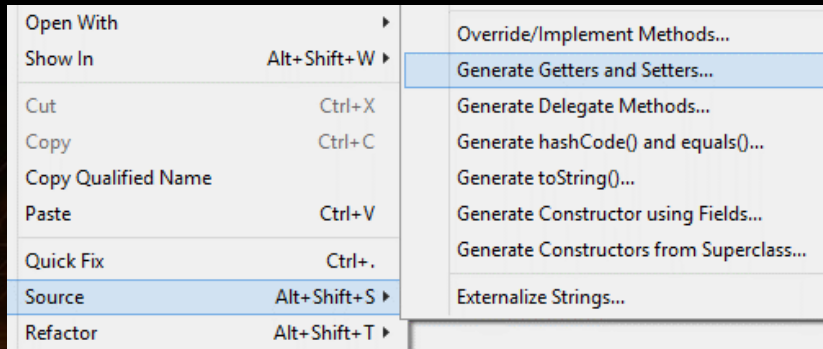 Open With
Show In Alt+Shift+W
Cut Ctrl+X
Copy Ctrl+C
Copy Qualified Name
Paste Ctrl+V
Quick Fix Ctrl+.
Source Alt+Shift+S
Refactor Alt+Shift+T
Override/Implement Methods...
Generate Getters and Setters...
Generate Delegate Methods...
Generate hashCode() and equals()...
Generate toString()...
Generate Constructor using Fields...
Generate Constructors from Superclass...
Externalize Strings...